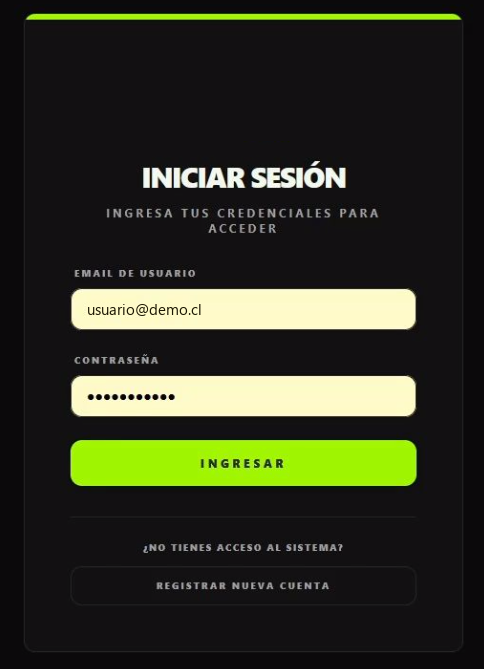 INICIAR SESIÓN
INGRESA TUS CREDENCIALES PARA
ACCEDER
EMAIL DE USUARIO
usuario@demo.cl
CONTRASEÑA
•••••••••••
INGRESAR
¿NO TIENES ACCESO AL SISTEMA?
REGISTRAR NUEVA CUENTA